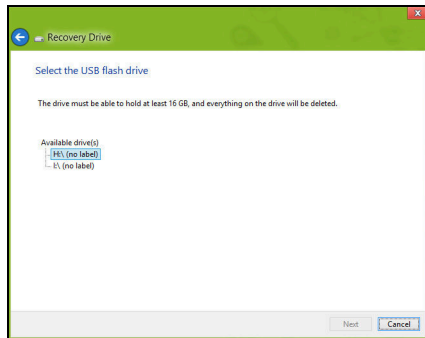 Recovery Drive
Select the USB flash drive
The drive must be able to hold at least 16 GB, and everything on the drive will be deleted.
Available drive(s)
H:\ (no label)
I:\ (no label)
Next Cancel